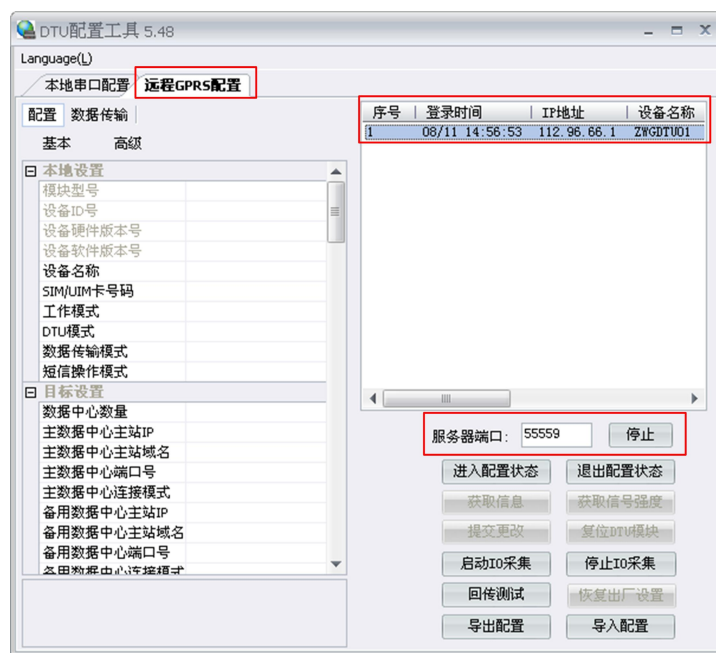 DTU配置工具 5.48
Language(L)
本地串口配置 远程GPRS配置
配置 数据传输
基本 高级
本地设置
模块型号
设备ID号
设备硬件版本号
设备软件版本号
设备名称
SIM/UIM卡号码
工作模式
DTU模式
数据传输模式
短信操作模式
目标设置
数据中心数量
主数据中心主站IP
主数据中心主站域名
主数据中心端口号
主数据中心连接模式
备用数据中心主站IP
备用数据中心主站域名
备用数据中心端口号
备用数据中心连接模式
序号 登录时间 IP地址 设备名称
1 08/11 14:56:53 112.96.66.1 ZWGDTU01
服务器端口: 55559 停止
进入配置状态 退出配置状态
获取信息 获取信号强度
提交更改 复位DTU模块
启动IO采集 停止IO采集
回传测试 恢复出厂设置
导出配置 导入配置